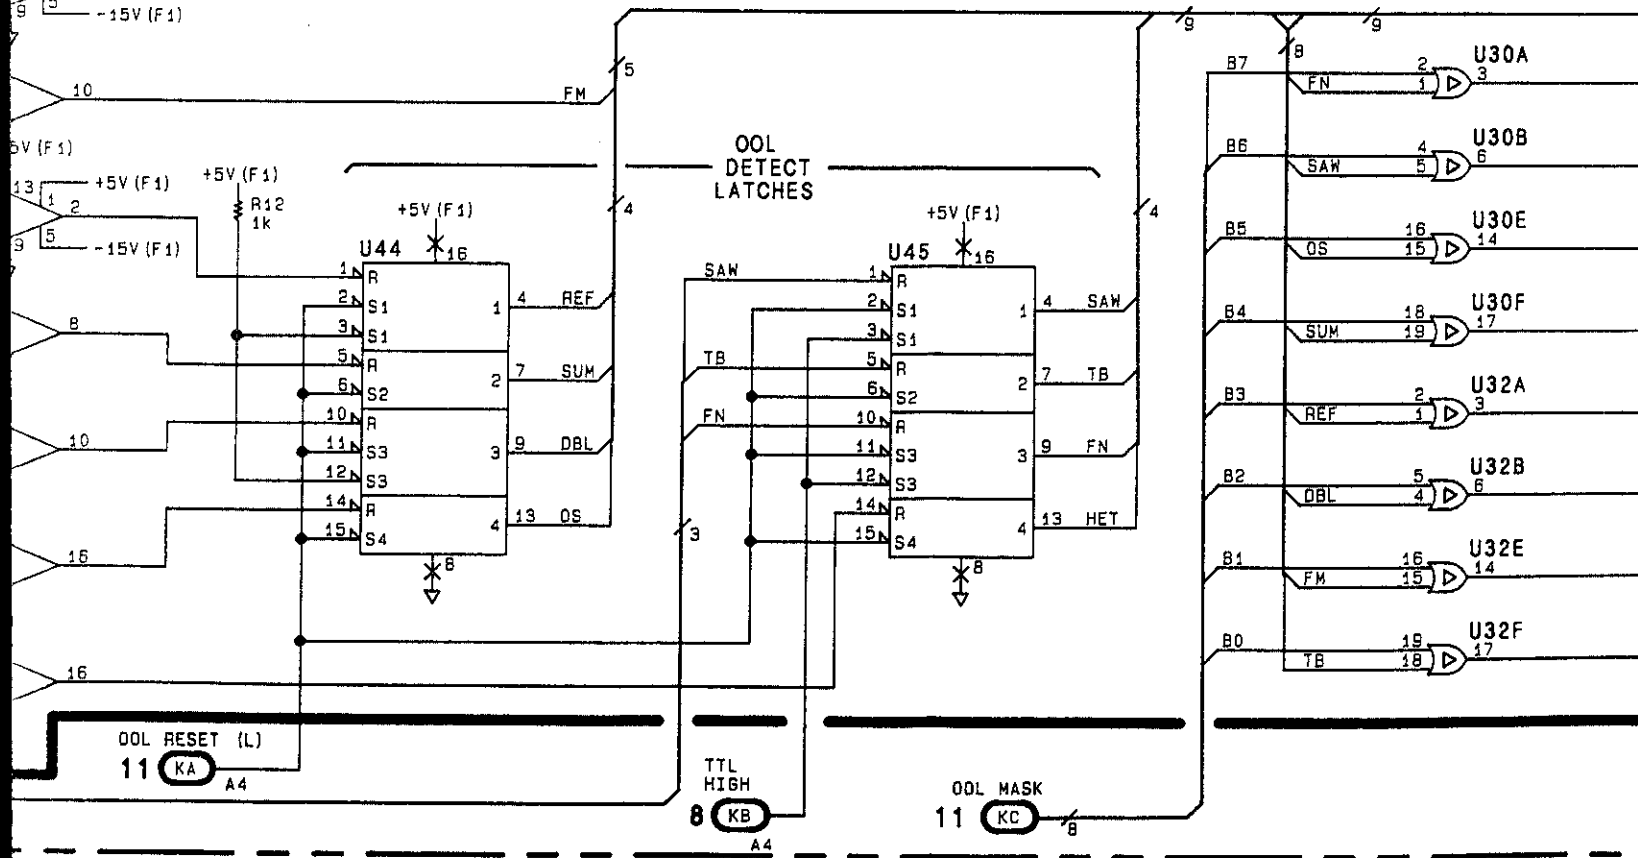 9
5
-15V (F1)
7
10
FM
5
9
9
8
5V (F1)
13
1
+5V (F1)
2
9
5
-15V (F1)
7
+5V (F1)
R12
1k
OOL
DETECT
LATCHES
4
4
+5V (F1)
16
U44
1 R
2 S1
3 S1
5 R
6 S2
10 R
11 S3
12 S3
14 R
15 S4
1 4 REF
2 7 SUM
3 9 DBL
4 13 OS
8
8
10
16
16
+5V (F1)
16
U45
SAW
TB
FN
3
1 R
2 S1
3 S1
5 R
6 S2
10 R
11 S3
12 S3
14 R
15 S4
1 4 SAW
2 7 TB
3 9 FN
4 13 HET
8
B7 2 U30A
FN 1 3
B6 4 U30B
SAW 5 6
B5 16 U30E
OS 15 14
B4 18 U30F
SUM 19 17
B3 2 U32A
REF 1 3
B2 5 U32B
DBL 4 6
B1 16 U32E
FM 15 14
B0 19 U32F
TB 18 17
OOL RESET (L)
11 KA
A4
TTL
HIGH
8 KB
A4
OOL MASK
11 KC
8